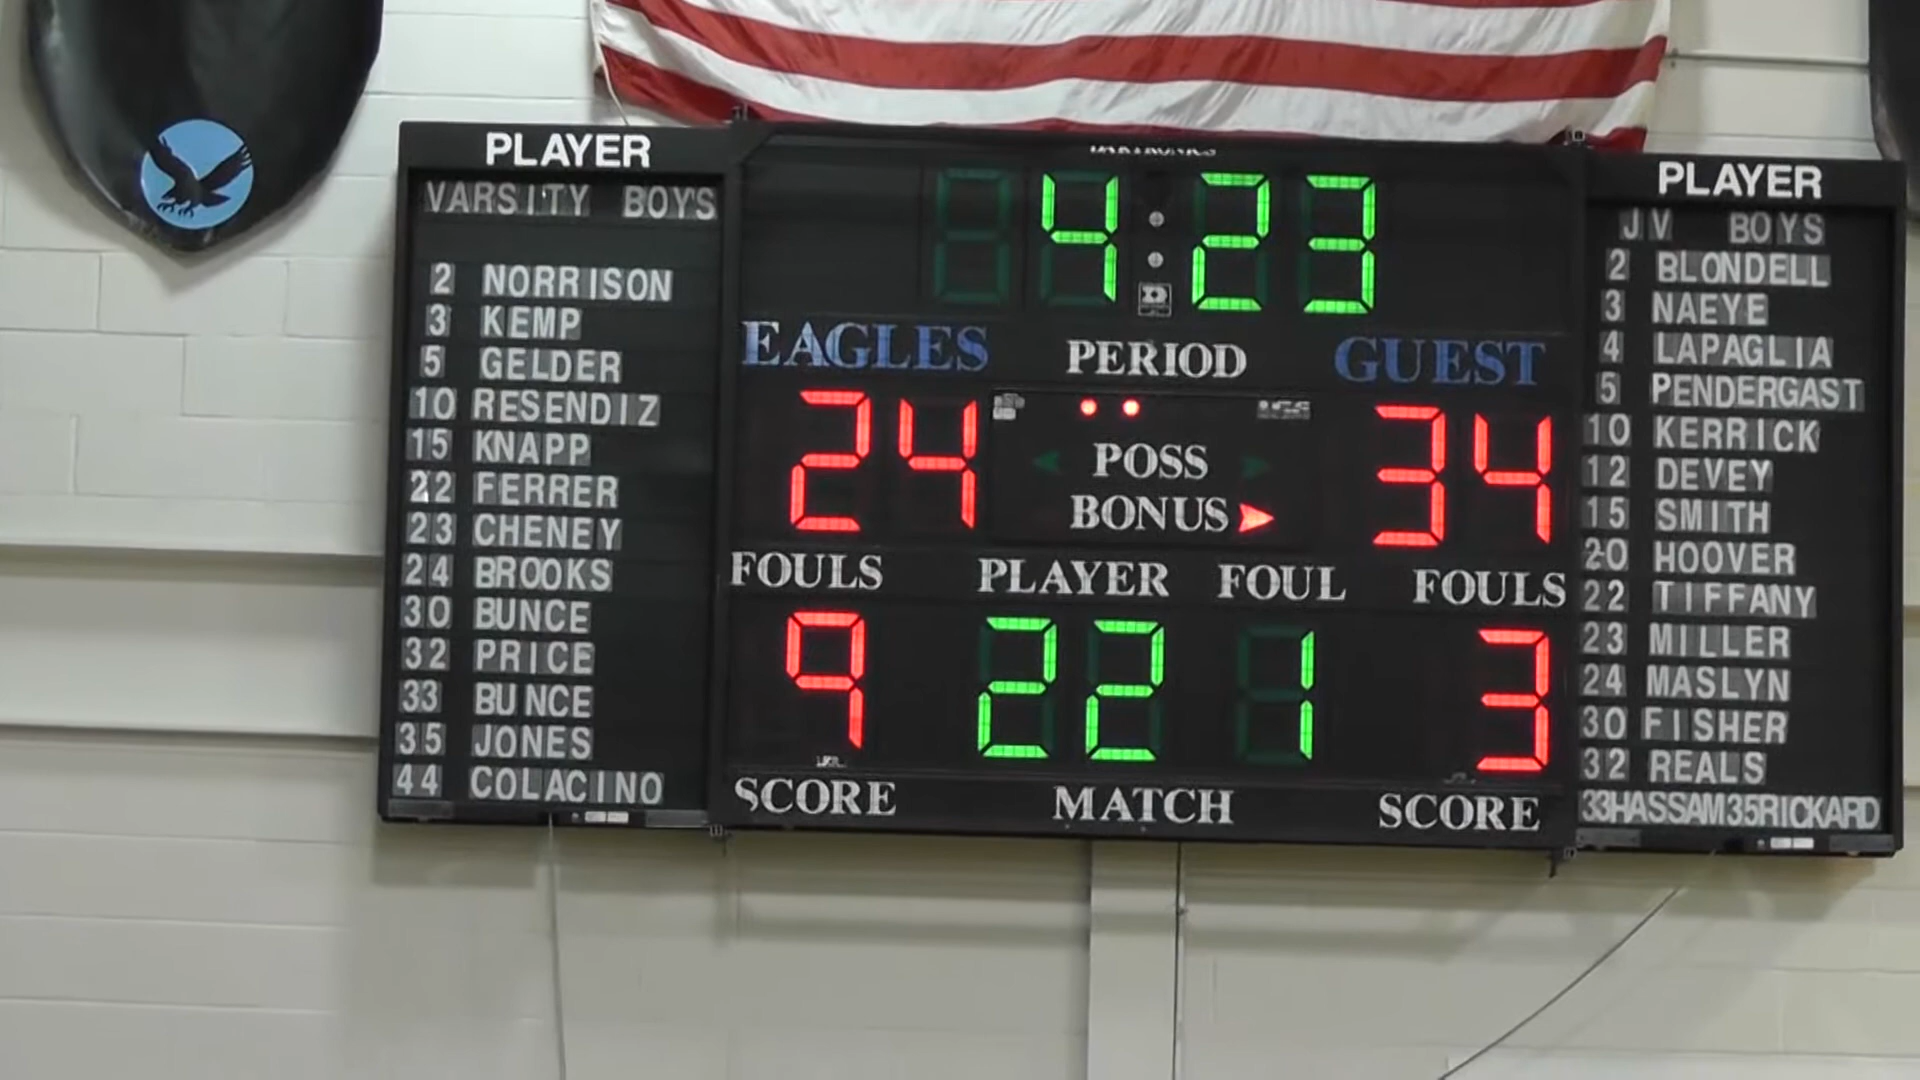 PLAYER
VARSITY BOYS
2 NORRISON
3 KEMP
5 GELDER
10 RESENDIZ
15 KNAPP
22 FERRER
23 CHENEY
24 BROOKS
30 BUNCE
32 PRICE
33 BUNCE
35 JONES
44 COLACINO
4:23
EAGLES PERIOD GUEST
24 34
POSS
BONUS
FOULS PLAYER FOUL FOULS
9 22 1 3
SCORE MATCH SCORE
PLAYER
JV BOYS
2 BLONDELL
3 NAEYE
4 LAPAGLIA
5 PENDERGAST
10 KERRICK
12 DEVEY
15 SMITH
20 HOOVER
22 TIFFANY
23 MILLER
24 MASLYN
30 FISHER
32 REALS
33HASSAM35RICKARD